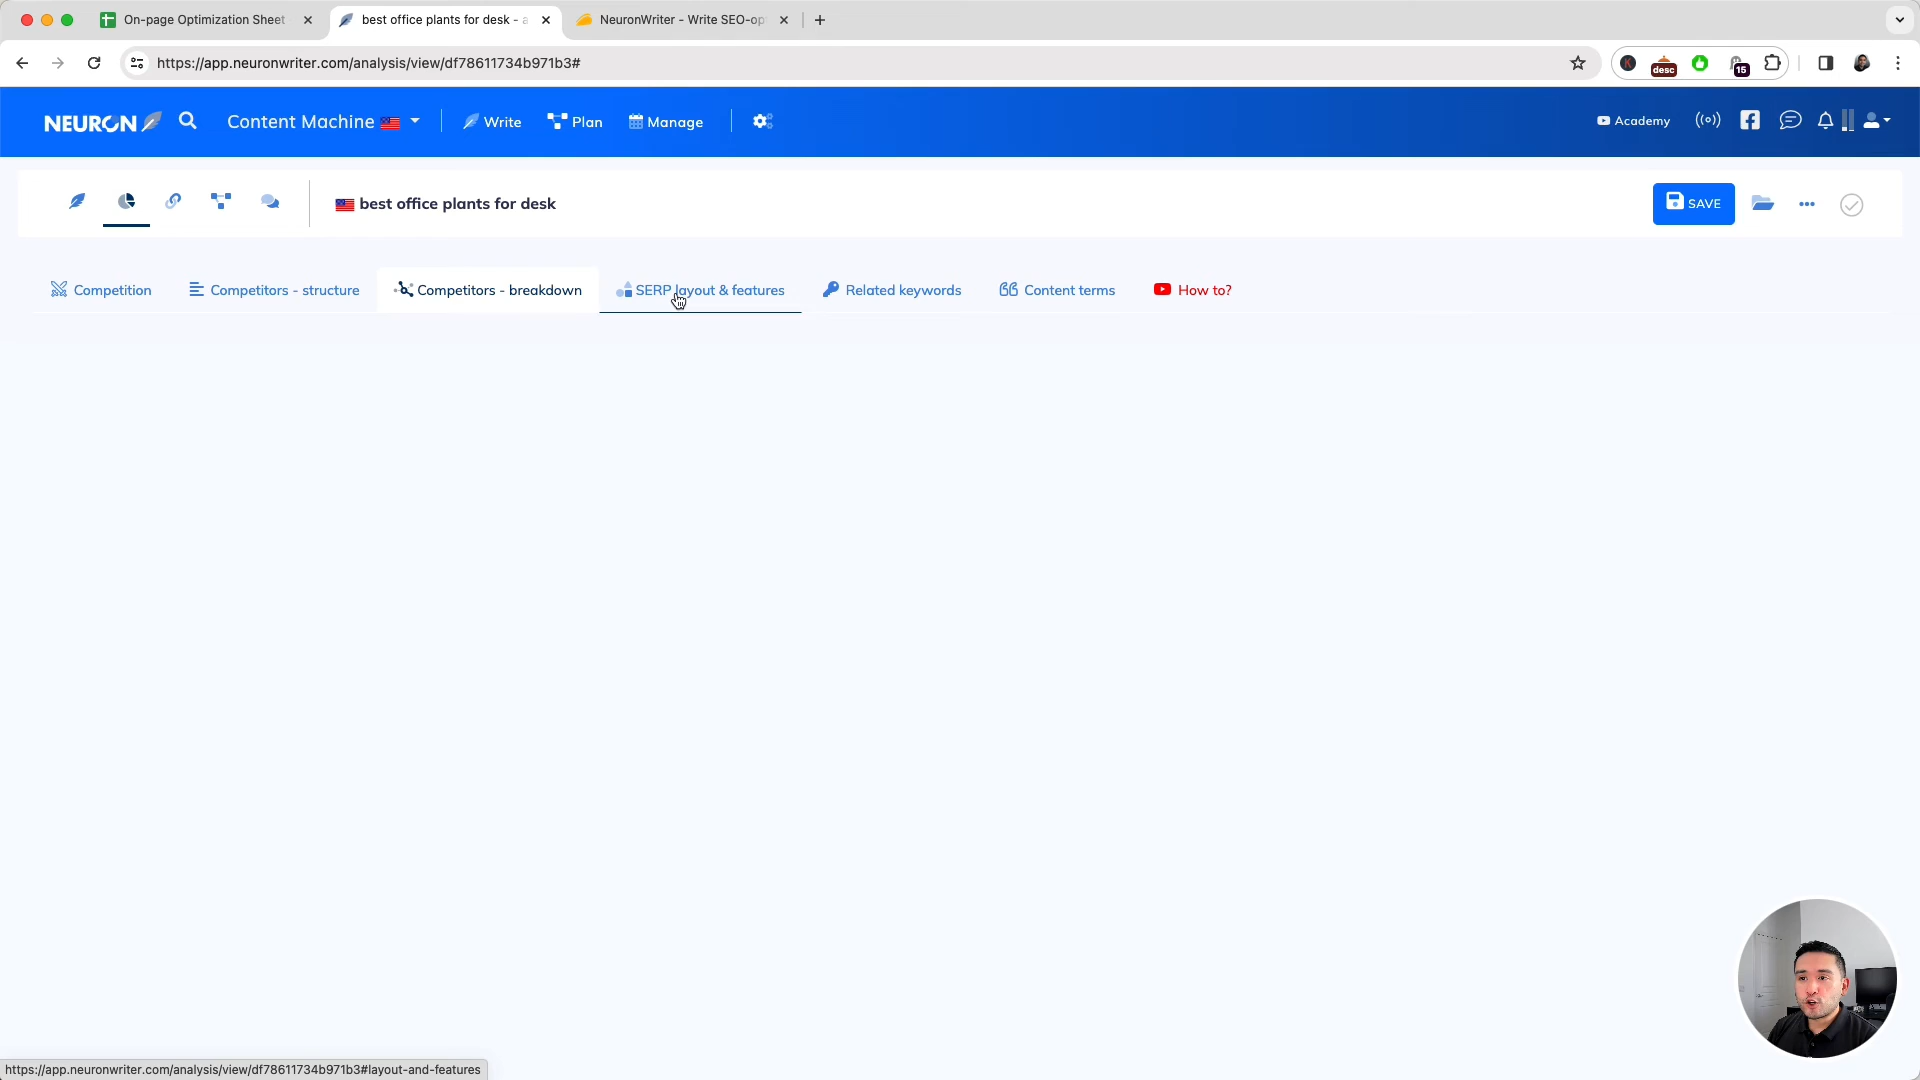 On-page Optimization Sheet
best office plants for desk - a
NeuronWriter - Write SEO-op
https://app.neuronwriter.com/analysis/view/df78611734b971b3#
desc
15
NEURON
Content Machine
Write
Plan
Manage
Academy
best office plants for desk
SAVE
Competition
Competitors - structure
Competitors - breakdown
SERP layout & features
Related keywords
Content terms
How to?
https://app.neuronwriter.com/analysis/view/df78611734b971b3#layout-and-features